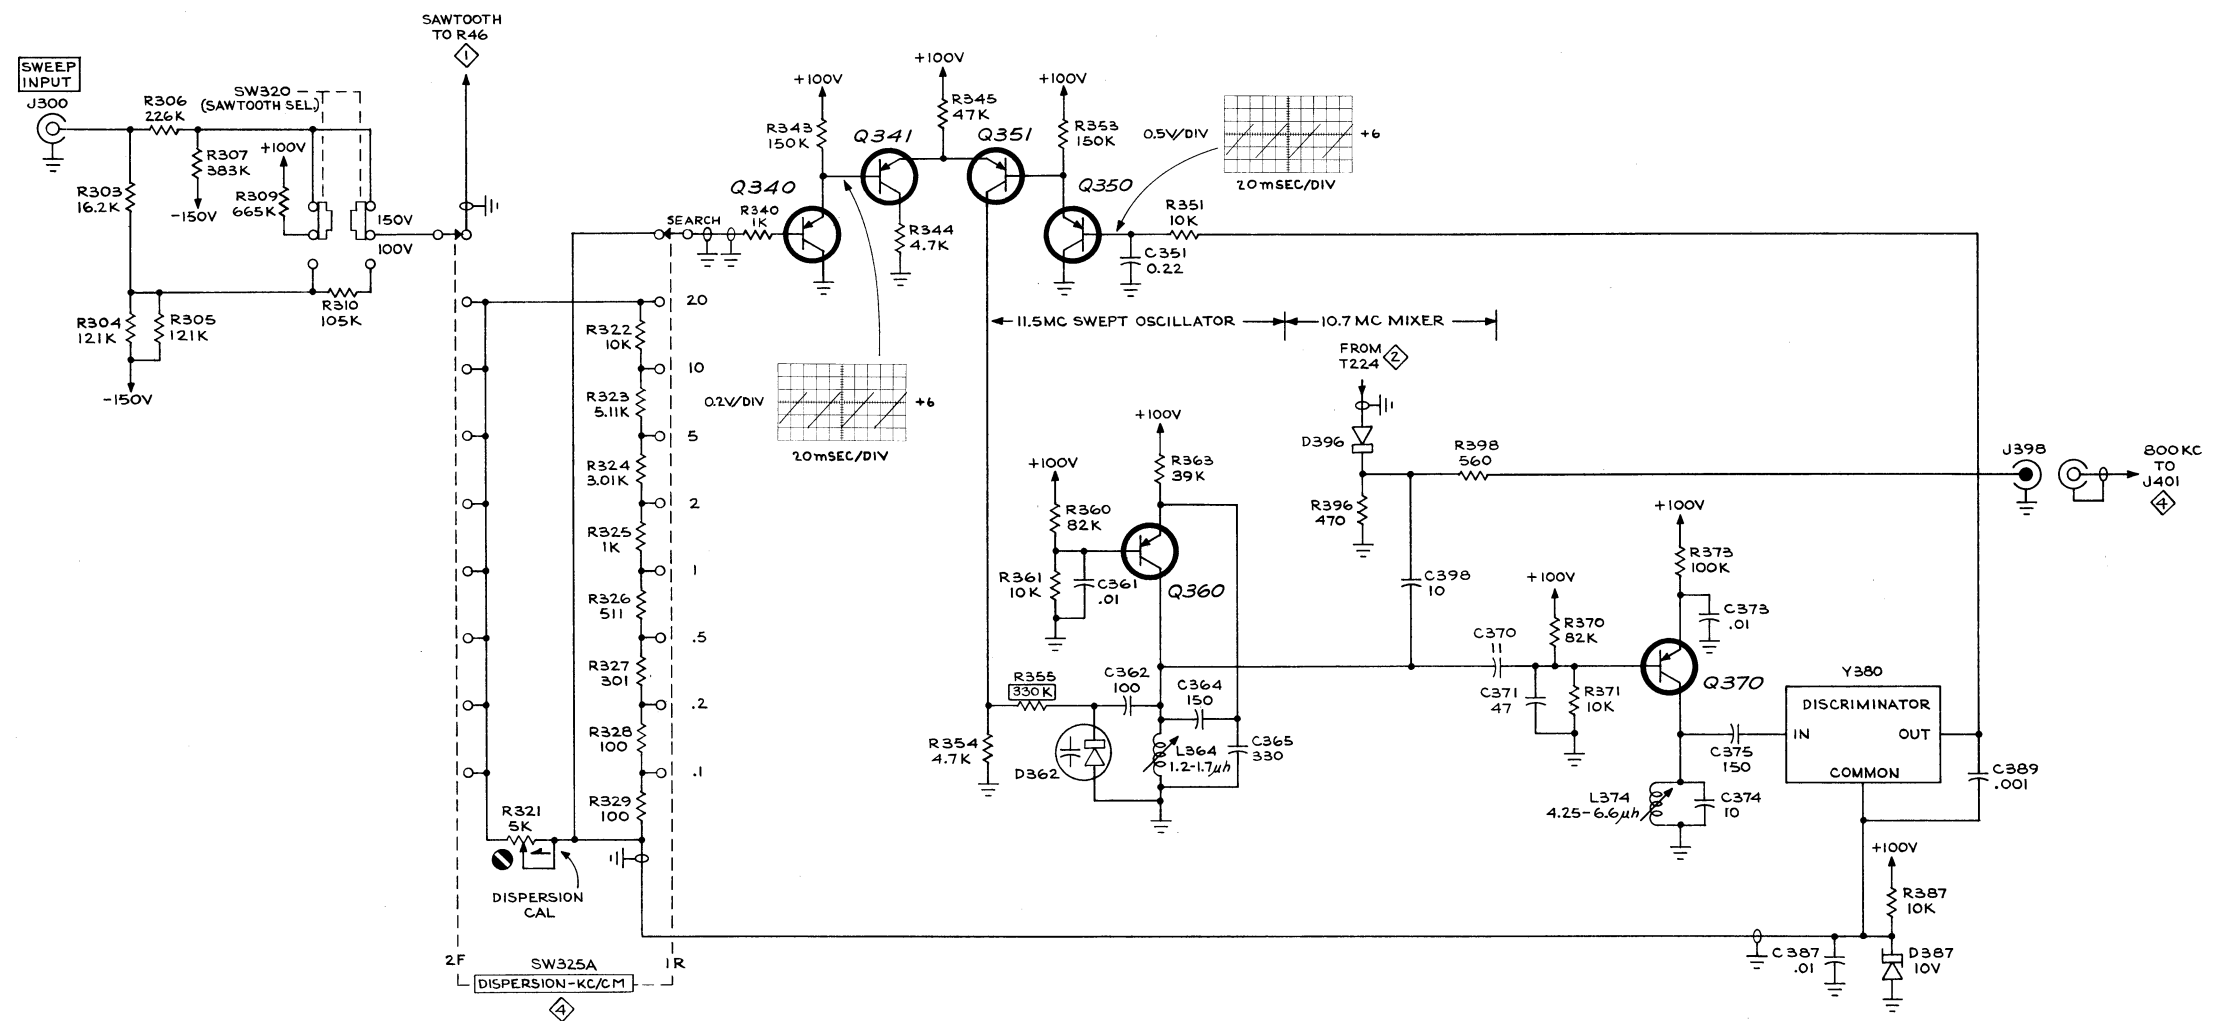 SAWTOOTH
TO R46
1
SWEEP
INPUT
J300
R306
226K
SW320
(SAWTOOTH SEL.)
R307
383K
-150V
+100V
R309
665K
R303
16.2K
150V
100V
R304
121K
R305
121K
R310
105K
-150V
SEARCH
20
R322
10K
10
R323
5.11K
5
R324
3.01K
2
R325
1K
1
R326
511
.5
R327
301
.2
R328
100
.1
R329
100
R321
5K
DISPERSION
CAL
2F
SW325A
1R
DISPERSION-KC/CM
4
+100V
R343
150K
Q341
+100V
R345
47K
Q351
+100V
R353
150K
Q340
R340
1K
R344
4.7K
Q350
0.5V/DIV
+6
20mSEC/DIV
R351
10K
C351
0.22
0.2V/DIV
+6
20mSEC/DIV
11.5MC SWEPT OSCILLATOR
10.7 MC MIXER
FROM
T224
2
D396
R398
560
R396
470
J398
800KC
TO
J401
4
+100V
R363
39K
+100V
R360
82K
R361
10K
C361
.01
Q360
C398
10
R355
330K
C362
100
C364
150
R354
4.7K
D362
L364
1.2-1.7µh
C365
330
C370
11
+100V
R370
82K
C371
47
R371
10K
+100V
R373
100K
C373
.01
Q370
Y380
DISCRIMINATOR
IN
OUT
COMMON
C375
150
L374
4.25-6.6µh
C374
10
C389
.001
+100V
R387
10K
C387
.01
D387
10V